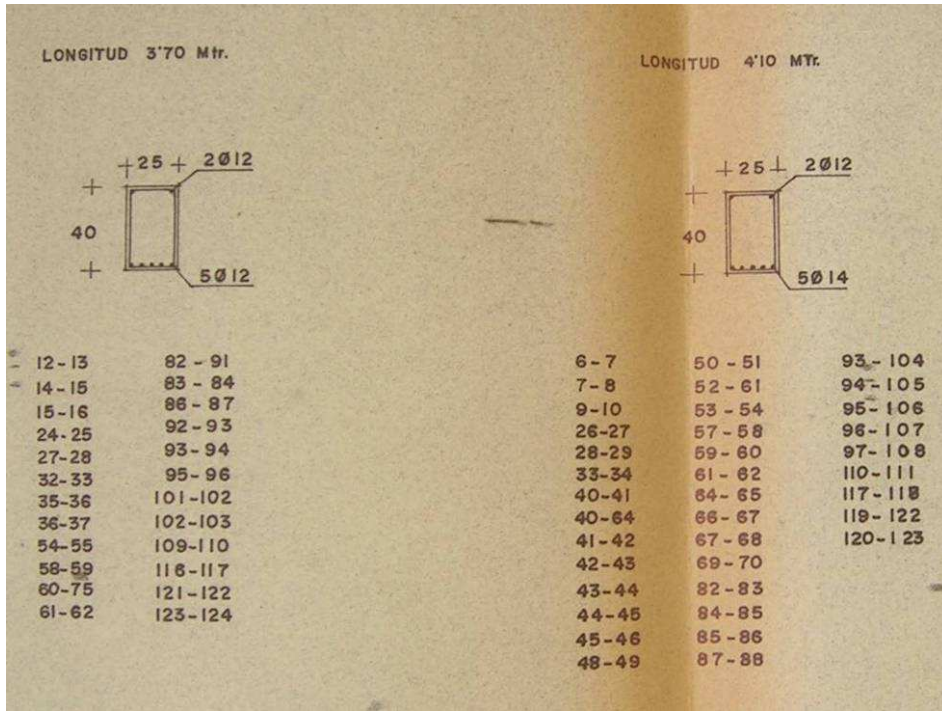 LONGITUD 3'70 Mtr.
25 2Ø12
40
5Ø12
12-13 82-91
14-15 83-84
15-16 86-87
24-25 92-93
27-28 93-94
32-33 95-96
35-36 101-102
36-37 102-103
54-55 109-110
58-59 116-117
60-75 121-122
61-62 123-124
LONGITUD 4'10 MTr.
25 2Ø12
40
5Ø14
6-7 50-51 93-104
7-8 52-61 94-105
9-10 53-54 95-106
26-27 57-58 96-107
28-29 59-60 97-108
33-34 61-62 110-111
40-41 64-65 117-118
40-64 66-67 119-122
41-42 67-68 120-123
42-43 69-70
43-44 82-83
44-45 84-85
45-46 85-86
48-49 87-88